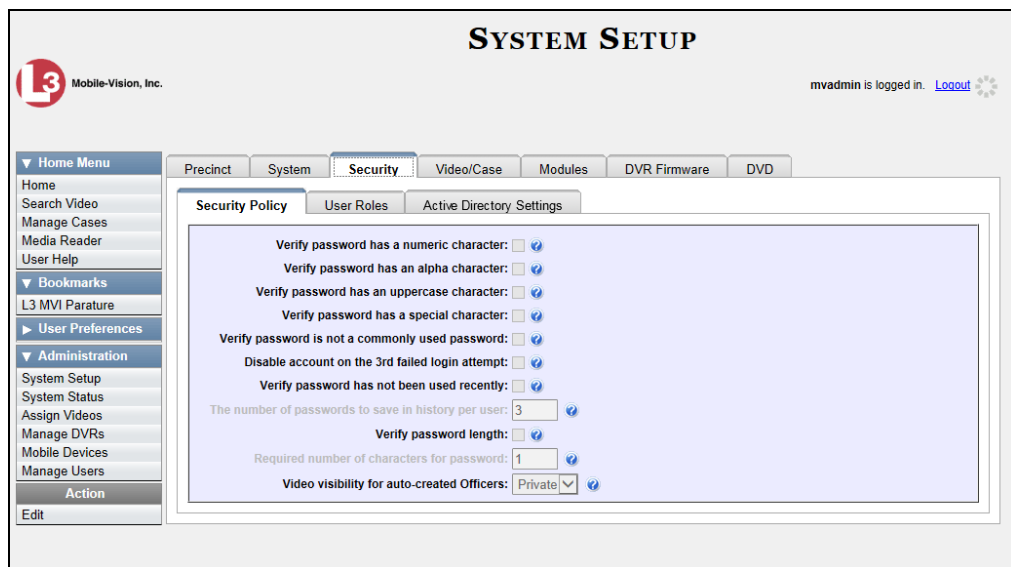 SYSTEM SETUP
L3 Mobile-Vision, Inc.
mvadmin is logged in. Logout
▼ Home Menu
Home
Search Video
Manage Cases
Media Reader
User Help
▼ Bookmarks
L3 MVI Parature
▶ User Preferences
▼ Administration
System Setup
System Status
Assign Videos
Manage DVRs
Mobile Devices
Manage Users
Action
Edit
Precinct System Security Video/Case Modules DVR Firmware DVD
Security Policy User Roles Active Directory Settings
Verify password has a numeric character: ?
Verify password has an alpha character: ?
Verify password has an uppercase character: ?
Verify password has a special character: ?
Verify password is not a commonly used password: ?
Disable account on the 3rd failed login attempt: ?
Verify password has not been used recently: ?
The number of passwords to save in history per user: 3 ?
Verify password length: ?
Required number of characters for password: 1 ?
Video visibility for auto-created Officers: Private ?